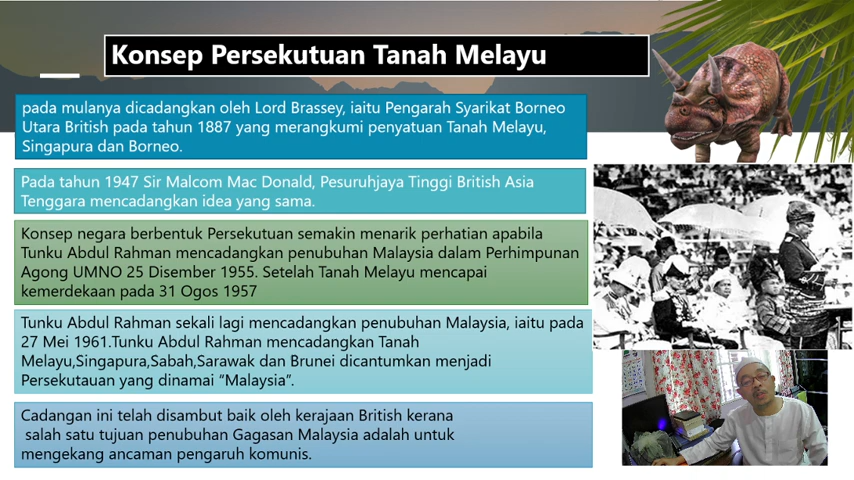 Konsep Persekutuan Tanah Melayu
pada mulanya dicadangkan oleh Lord Brassey, iaitu Pengarah Syarikat Borneo
Utara British pada tahun 1887 yang merangkumi penyatuan Tanah Melayu,
Singapura dan Borneo.
Pada tahun 1947 Sir Malcom Mac Donald, Pesuruhjaya Tinggi British Asia
Tenggara mencadangkan idea yang sama.
Konsep negara berbentuk Persekutuan semakin menarik perhatian apabila
Tunku Abdul Rahman mencadangkan penubuhan Malaysia dalam Perhimpunan
Agong UMNO 25 Disember 1955. Setelah Tanah Melayu mencapai
kemerdekaan pada 31 Ogos 1957
Tunku Abdul Rahman sekali lagi mencadangkan penubuhan Malaysia, iaitu pada
27 Mei 1961.Tunku Abdul Rahman mencadangkan Tanah
Melayu,Singapura,Sabah,Sarawak dan Brunei dicantumkan menjadi
Persekutauan yang dinamai “Malaysia”.
Cadangan ini telah disambut baik oleh kerajaan British kerana
salah satu tujuan penubuhan Gagasan Malaysia adalah untuk
mengekang ancaman pengaruh komunis.